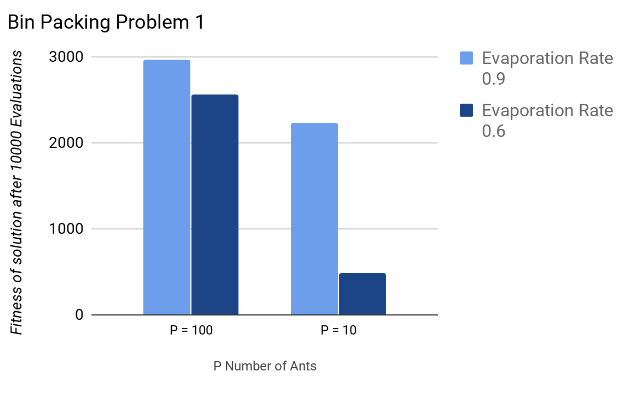 Bin Packing Problem 1
Fitness of solution after 10000 Evaluations
3000
2000
1000
0
P = 100
P = 10
P Number of Ants
Evaporation Rate
0.9
Evaporation Rate
0.6